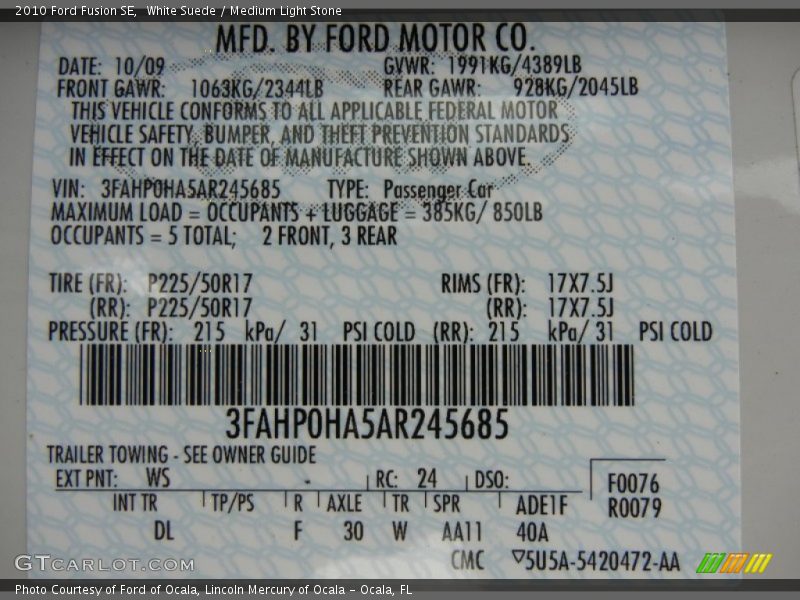 2010 Ford Fusion SE, White Suede / Medium Light Stone
MFD. BY FORD MOTOR CO.
DATE: 10/09 GVWR: 1991KG/4389LB
FRONT GAWR: 1063KG/2344LB REAR GAWR: 928KG/2045LB
THIS VEHICLE CONFORMS TO ALL APPLICABLE FEDERAL MOTOR
VEHICLE SAFETY, BUMPER, AND THEFT PREVENTION STANDARDS
IN EFFECT ON THE DATE OF MANUFACTURE SHOWN ABOVE.
VIN: 3FAHP0HA5AR245685 TYPE: Passenger Car
MAXIMUM LOAD = OCCUPANTS + LUGGAGE = 385KG/ 850LB
OCCUPANTS = 5 TOTAL; 2 FRONT, 3 REAR
TIRE (FR): P225/50R17 RIMS (FR): 17X7.5J
(RR): P225/50R17 (RR): 17X7.5J
PRESSURE (FR): 215 kPa/ 31 PSI COLD (RR): 215 kPa/ 31 PSI COLD
3FAHP0HA5AR245685
TRAILER TOWING - SEE OWNER GUIDE
EXT PNT: WS - RC: 24 DSO: F0076
INT TR TP/PS R AXLE TR SPR ADE1F R0079
DL F 30 W AA11 40A
CMC ▽5U5A-5420472-AA
GTCARLOT.COM
Photo Courtesy of Ford of Ocala, Lincoln Mercury of Ocala – Ocala, FL